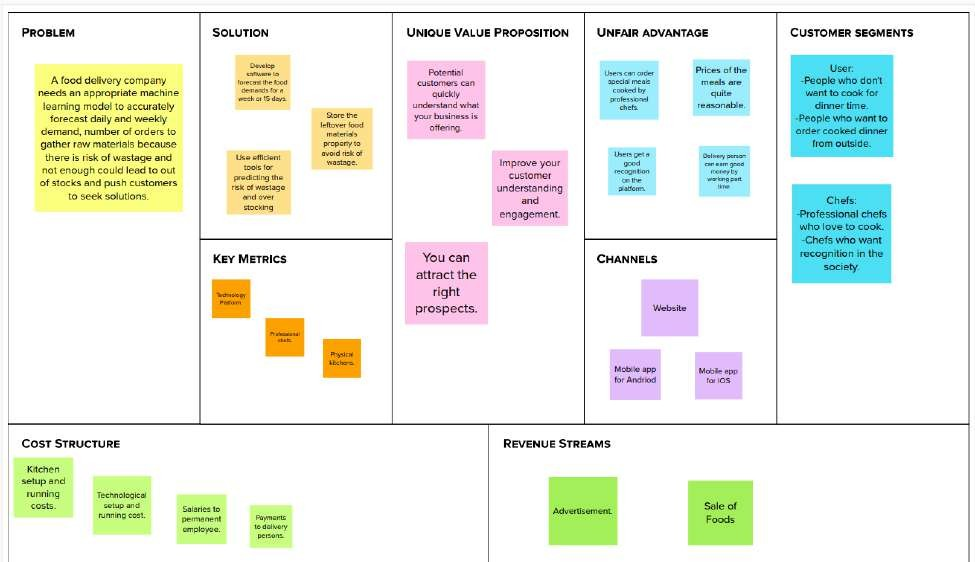 PROBLEM
A food delivery company
needs an appropriate machine
learning model to accurately
forecast daily and weekly
demand, number of orders to
gather raw materials because
there is risk of wastage and
not enough could lead to out
of stocks and push customers
to seek solutions.
SOLUTION
Develop
software to
forecast the food
demands for a
week or 15 days.
Store the
leftover food
materials
properly to
avoid risk of
wastage.
Use efficient
tools for
predicting the
risk of wastage
and over
stocking
KEY METRICS
Technology
Platform
Professional
chefs
Physical
kitchens.
UNIQUE VALUE PROPOSITION
Potential
customers can
quickly
understand what
your business is
offering.
Improve your
customer
understanding
and
engagement.
You can
attract the
right
prospects.
UNFAIR ADVANTAGE
Users can order
special meals
cooked by
professional
chefs.
Prices of the
meals are
quite
reasonable.
Users get a
good
recognition
on the
platform.
Delivery person
can earn good
money by
working part
time
CHANNELS
Website
Mobile app
for Andriod
Mobile app
for IOS
CUSTOMER SEGMENTS
User:
-People who don't
want to cook for
dinner time.
-People who want to
order cooked dinner
from outside.
Chefs:
-Professional chefs
who love to cook.
-Chefs who want
recognition in the
society.
COST STRUCTURE
Kitchen
setup and
running
costs.
Technological
setup and
running cost.
Salaries to
permanent
employee.
Payments
to delivery
persons.
REVENUE STREAMS
Advertisement.
Sale of
Foods